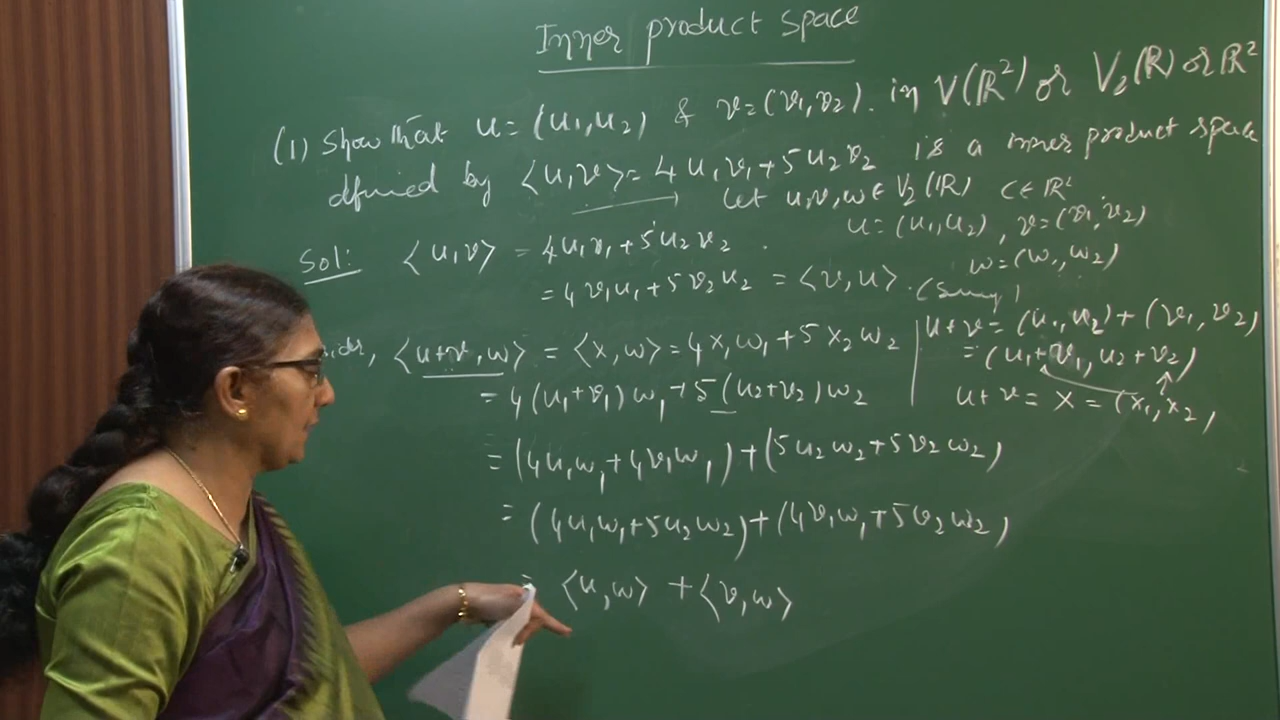 Inner product space
(1) Show that u = (u₁, u₂) & v = (v₁, v₂). in V(ℝ²) or V₂(ℝ) or ℝ²
dfined by ⟨u,v⟩ = 4u₁v₁ + 5u₂v₂ is a inner product space
Let u,v,w ∈ V₂(ℝ) C ∈ ℝ²
u = (u₁, u₂), v = (v₁, v₂)
w = (w₁, w₂)
Sol: ⟨u,v⟩ = 4u₁v₁ + 5u₂v₂.
= 4v₁u₁ + 5v₂u₂ = ⟨v,u⟩. (Symy)
⟨u+v, w⟩ = ⟨x, w⟩ = 4x₁w₁ + 5x₂w₂
= 4(u₁+v₁)w₁ + 5(u₂+v₂)w₂
= (4u₁w₁ + 4v₁w₁) + (5u₂w₂ + 5v₂w₂)
= (4u₁w₁ + 5u₂w₂) + (4v₁w₁ + 5v₂w₂)
= ⟨u,w⟩ + ⟨v,w⟩
u+v = (u₁, u₂) + (v₁, v₂)
= (u₁+v₁, u₂+v₂)
u+v = x = (x₁, x₂)